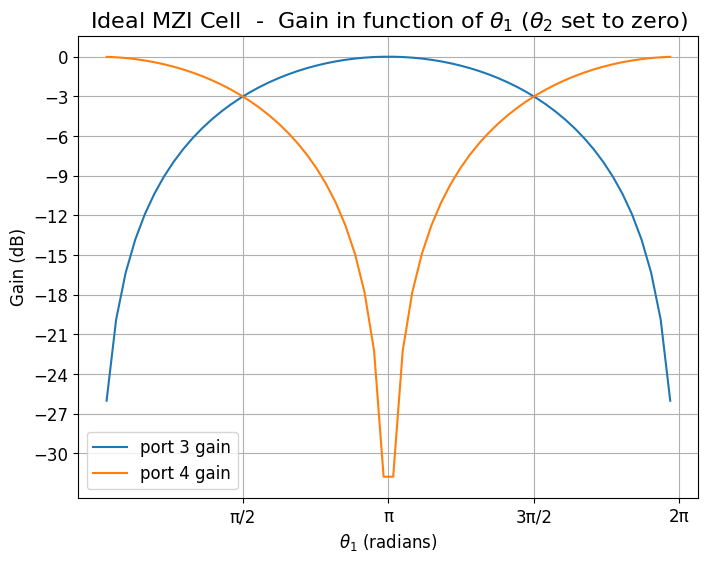 Ideal MZI Cell - Gain in function of θ₁ (θ₂ set to zero)
Gain (dB)
0
−3
−6
−9
−12
−15
−18
−21
−24
−27
−30
port 3 gain
port 4 gain
π/2
π
3π/2
2π
θ₁ (radians)